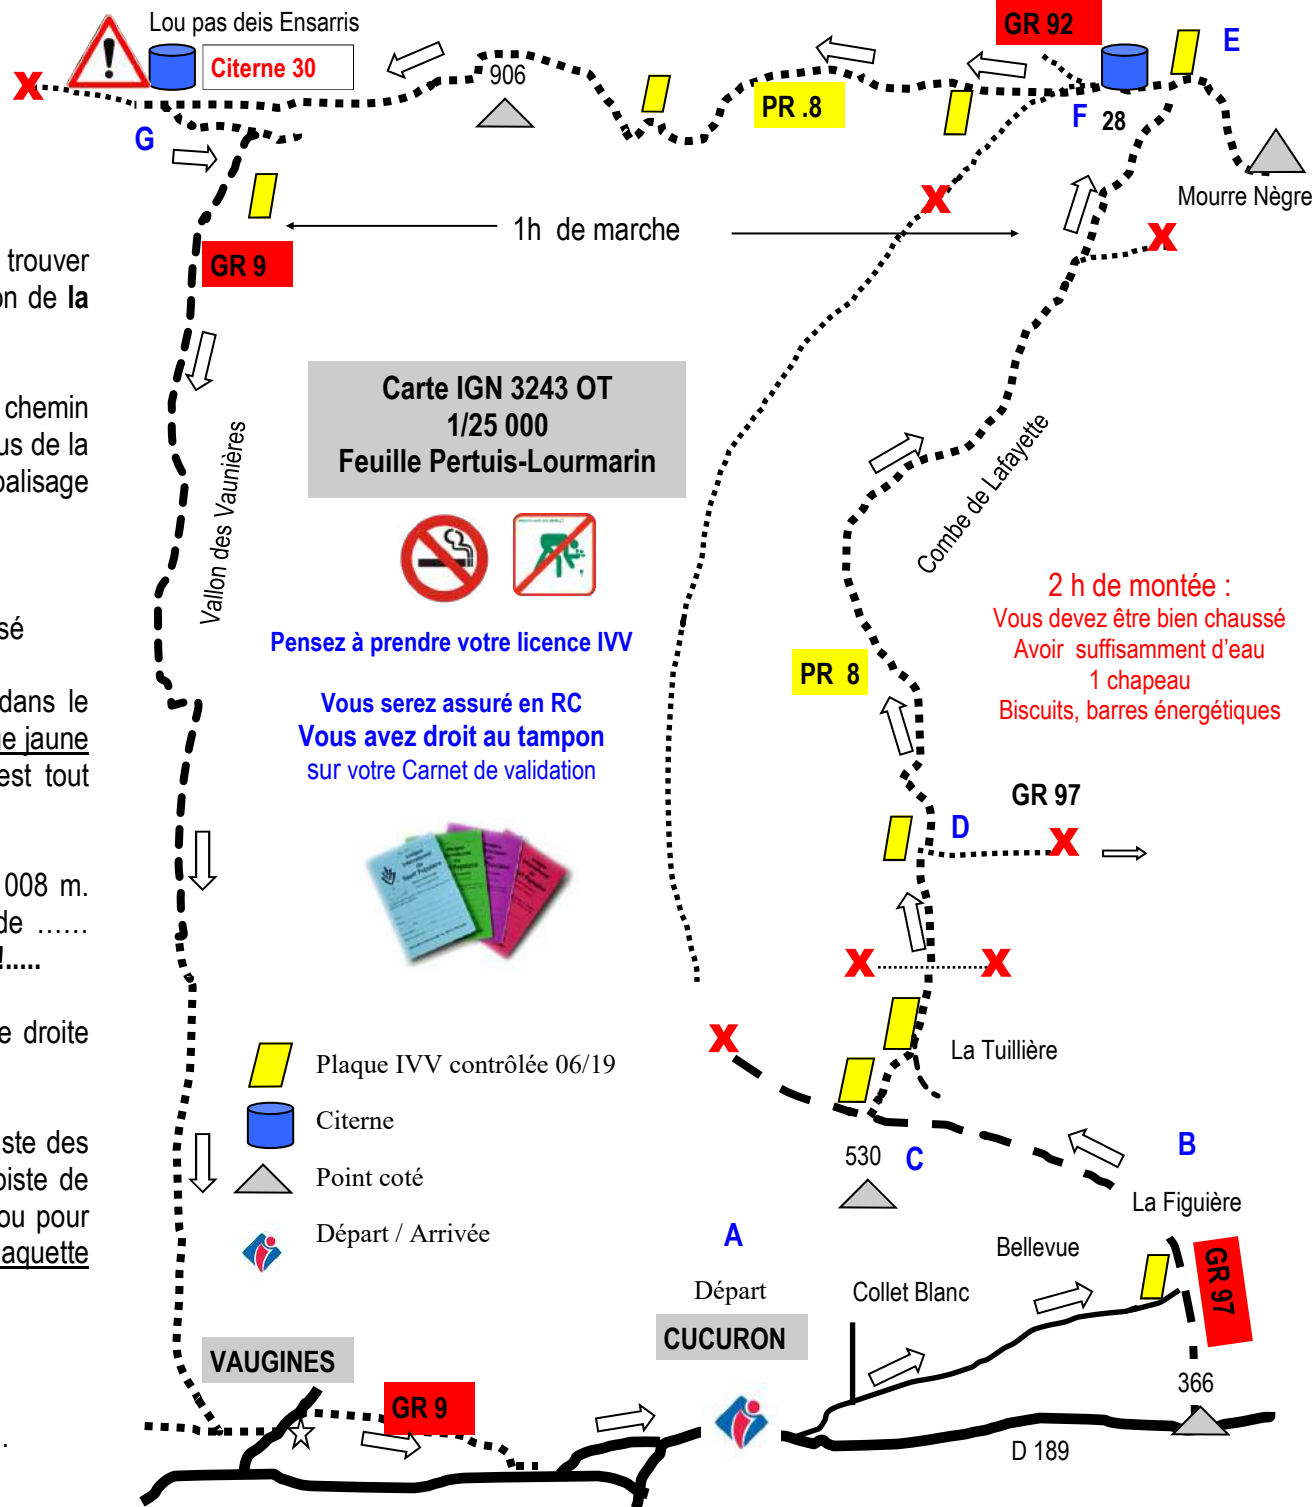 Lou pas deis Ensarris
Citerne 30
GR 92
E
906
PR .8
F
28
G
Mourre Nègre
1h de marche
GR 9
trouver
on de la
Carte IGN 3243 OT
1/25 000
Feuille Pertuis-Lourmarin
chemin
us de la
balisage
Vallon des Vaunières
Combe de Lafayette
2 h de montée :
Vous devez être bien chaussé
Avoir suffisamment d’eau
1 chapeau
Biscuits, barres énergétiques
sé
Pensez à prendre votre licence IVV
PR 8
dans le
ue jaune
est tout
Vous serez assuré en RC
Vous avez droit au tampon
sur votre Carnet de validation
GR 97
D
008 m.
de ……
!.....
e droite
La Tuillière
Plaque IVV contrôlée 06/19
Citerne
Point coté
Départ / Arrivée
ste des
piste de
ou pour
laquette
530
C
B
La Figuière
A
Départ
CUCURON
Bellevue
Collet Blanc
GR 97
366
VAUGINES
GR 9
D 189
.